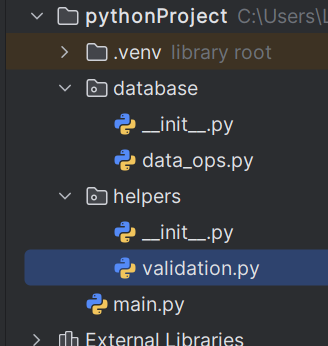 pythonProject C:\Users\L
.venv library root
database
__init__.py
data_ops.py
helpers
__init__.py
validation.py
main.py
External Libraries